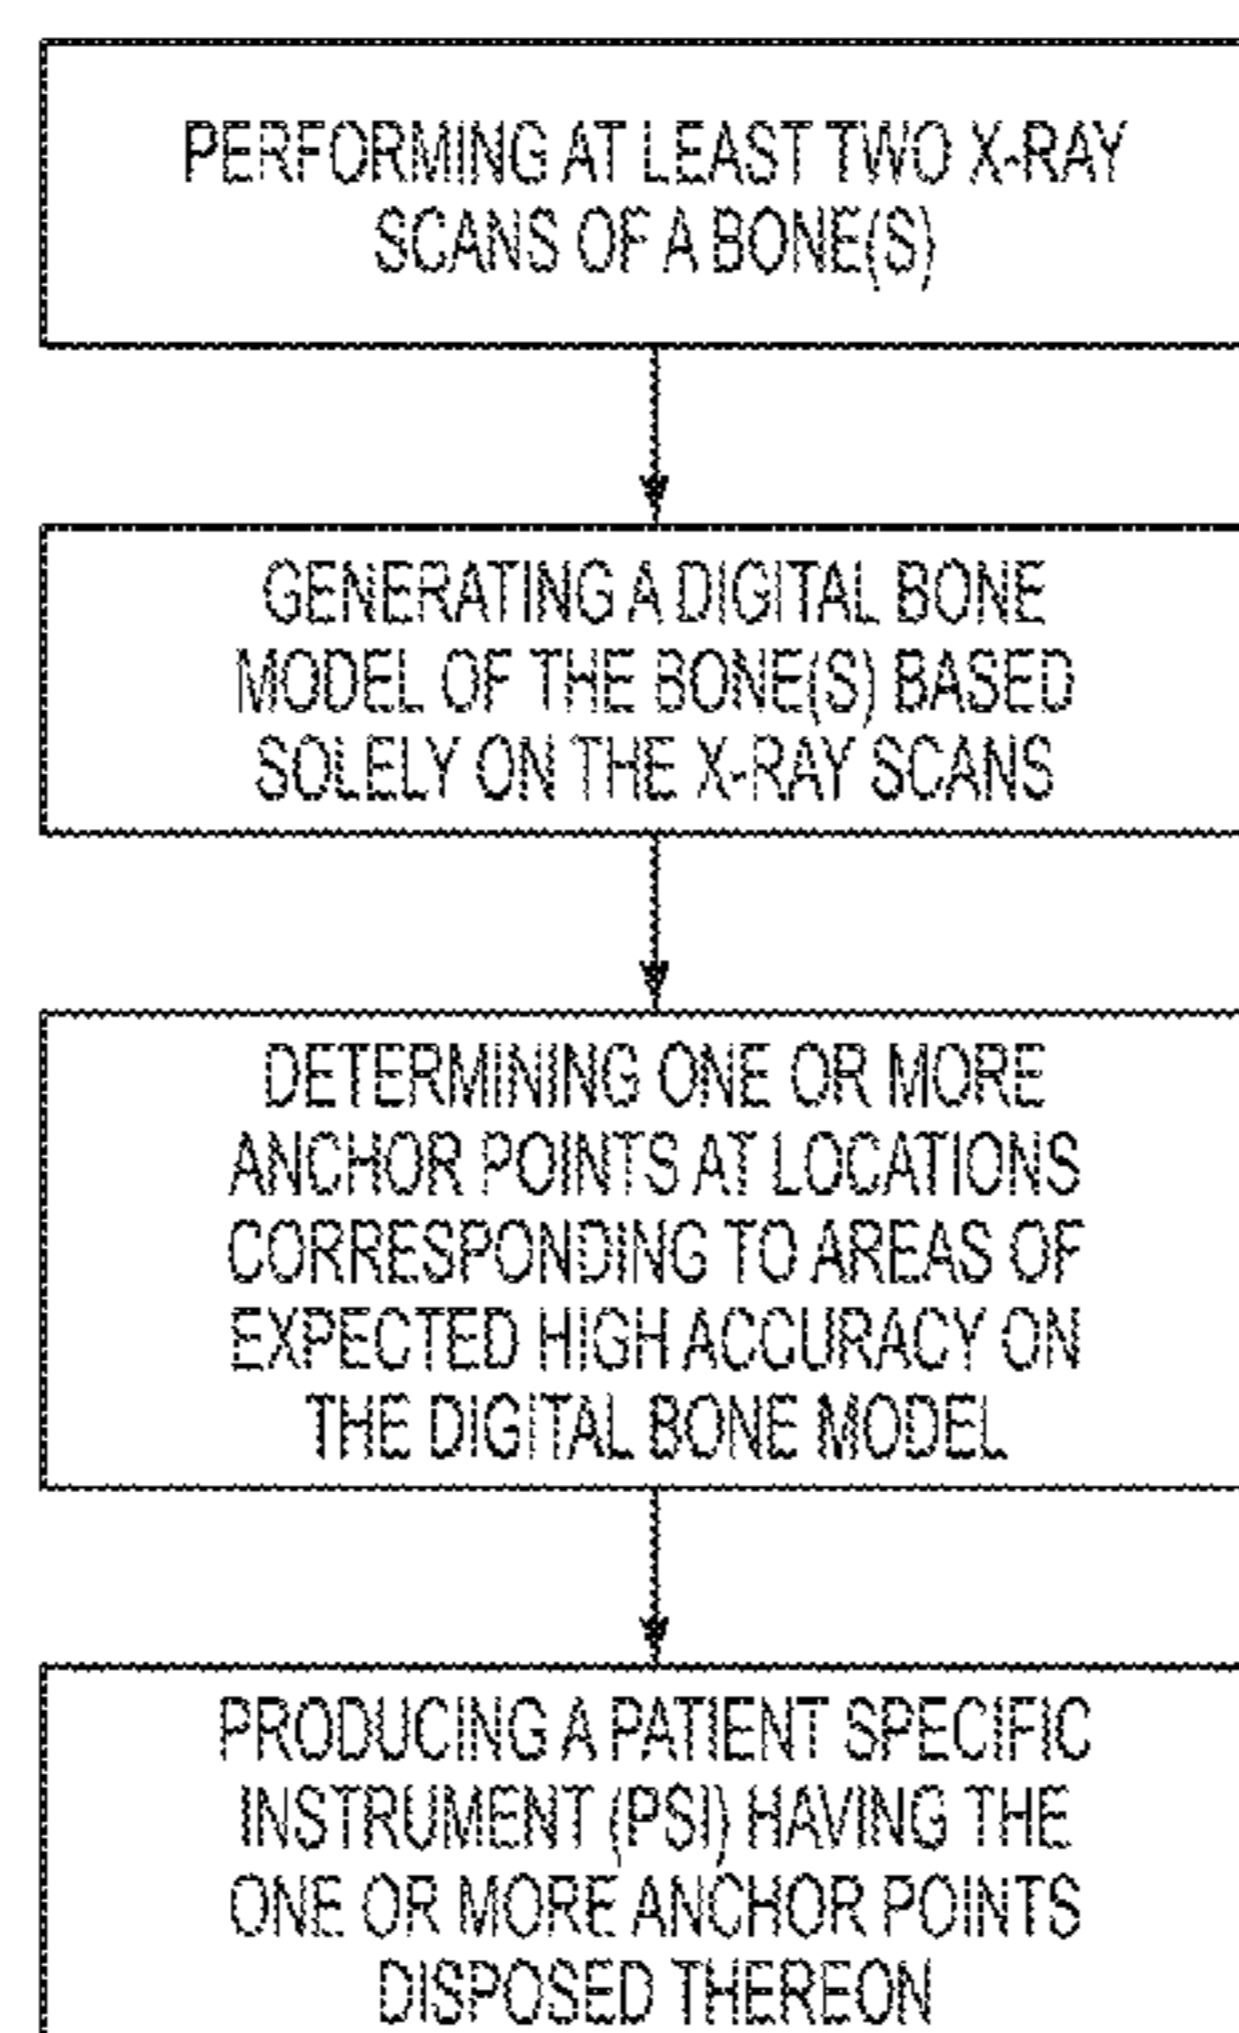 PERFORMING AT LEAST TWO X-RAY
SCANS OF A BONE(S)
GENERATING A DIGITAL BONE
MODEL OF THE BONE(S) BASED
SOLELY ON THE X-RAY SCANS
DETERMINING ONE OR MORE
ANCHOR POINTS AT LOCATIONS
CORRESPONDING TO AREAS OF
EXPECTED HIGH ACCURACY ON
THE DIGITAL BONE MODEL
PRODUCING A PATIENT SPECIFIC
INSTRUMENT (PSI) HAVING THE
ONE OR MORE ANCHOR POINTS
DISPOSED THEREON